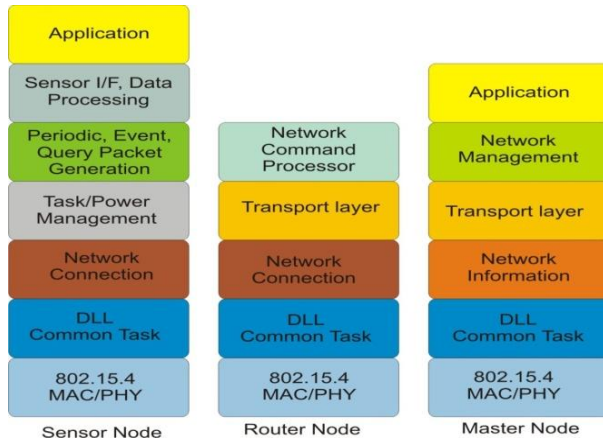 Application
Sensor I/F, Data
Processing
Periodic, Event,
Query Packet
Generation
Task/Power
Management
Network
Connection
DLL
Common Task
802.15.4
MAC/PHY
Sensor Node
Network
Command
Processor
Transport layer
Network
Connection
DLL
Common Task
802.15.4
MAC/PHY
Router Node
Application
Network
Management
Transport layer
Network
Information
DLL
Common Task
802.15.4
MAC/PHY
Master Node